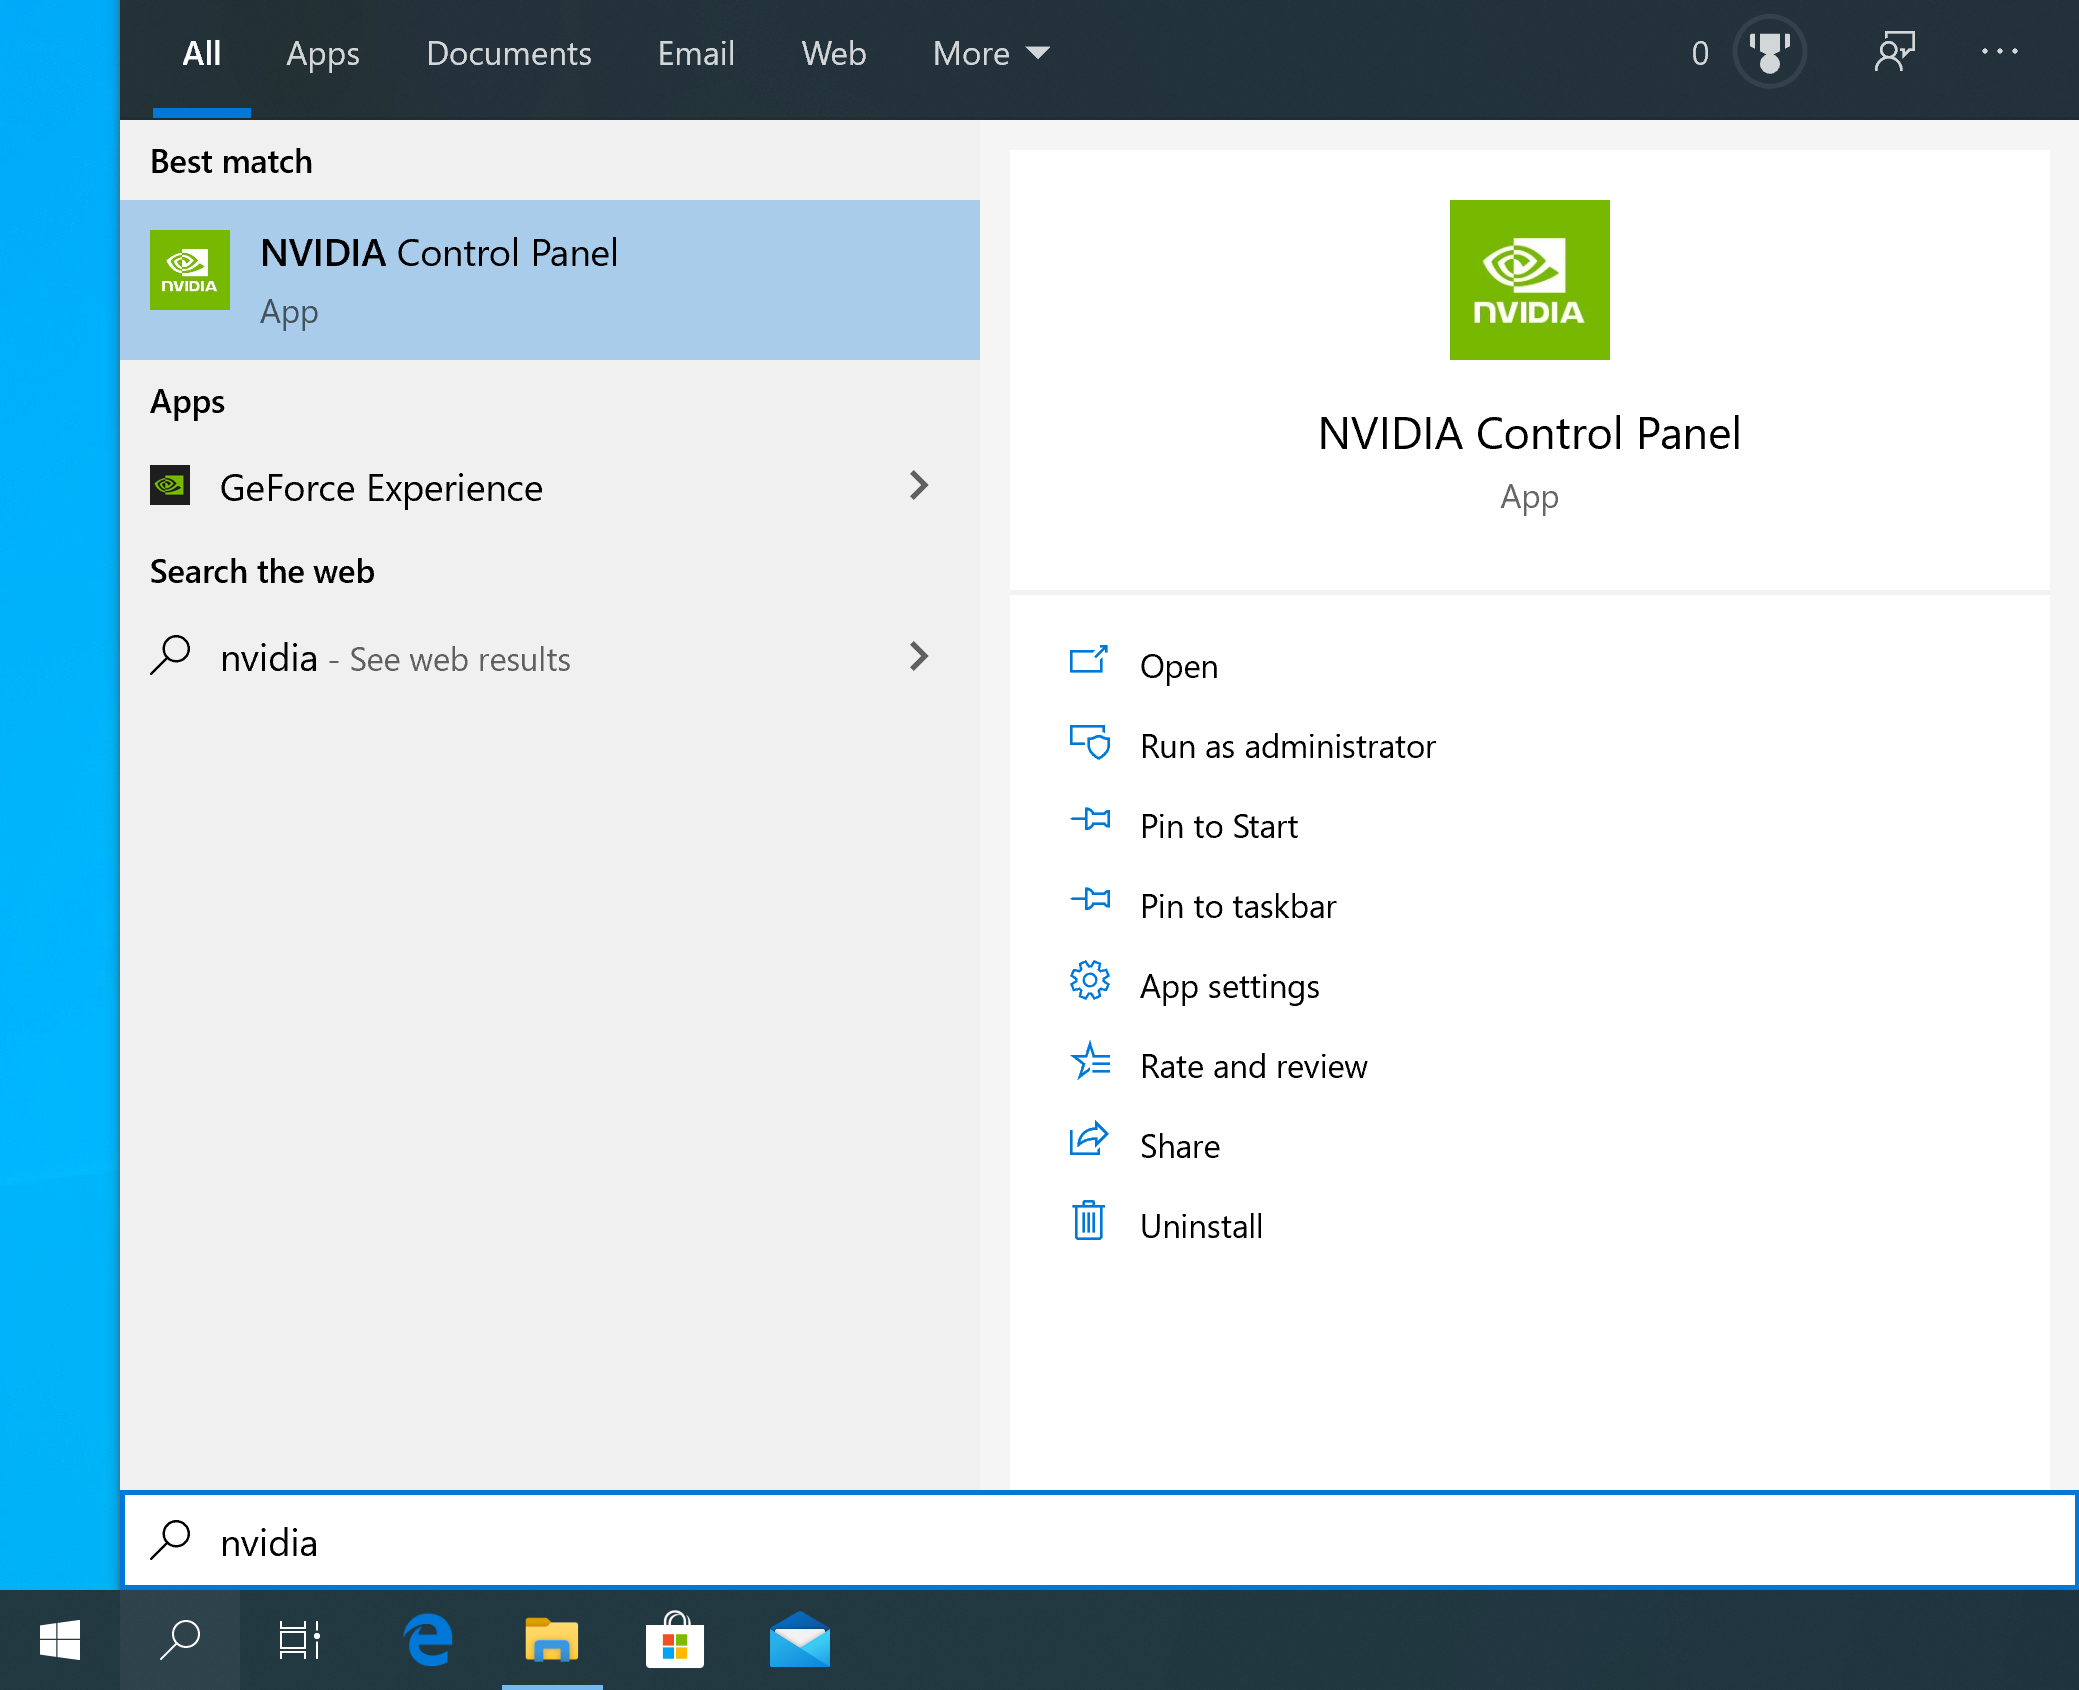 All Apps Documents Email Web More 0
Best match
NVIDIA
NVIDIA Control Panel
App
Apps
GeForce Experience
Search the web
nvidia - See web results
NVIDIA
NVIDIA Control Panel
App
Open
Run as administrator
Pin to Start
Pin to taskbar
App settings
Rate and review
Share
Uninstall
nvidia